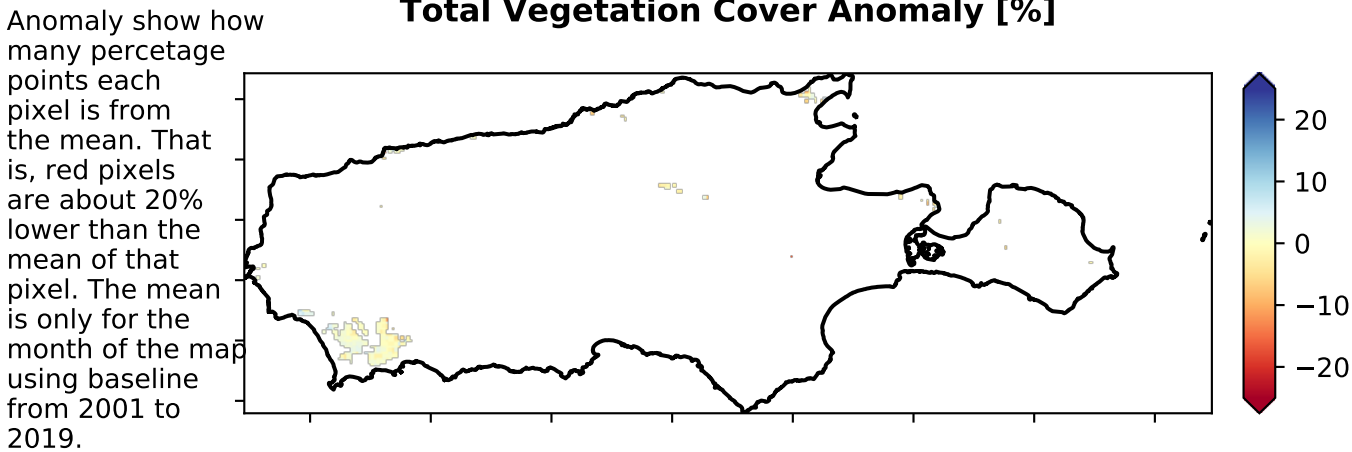 Total Vegetation Cover Anomaly [%]
Anomaly show how
many percetage
points each
pixel is from
the mean. That
is, red pixels
are about 20%
lower than the
mean of that
pixel. The mean
is only for the
month of the map
using baseline
from 2001 to
2019.
20
10
0
−10
−20